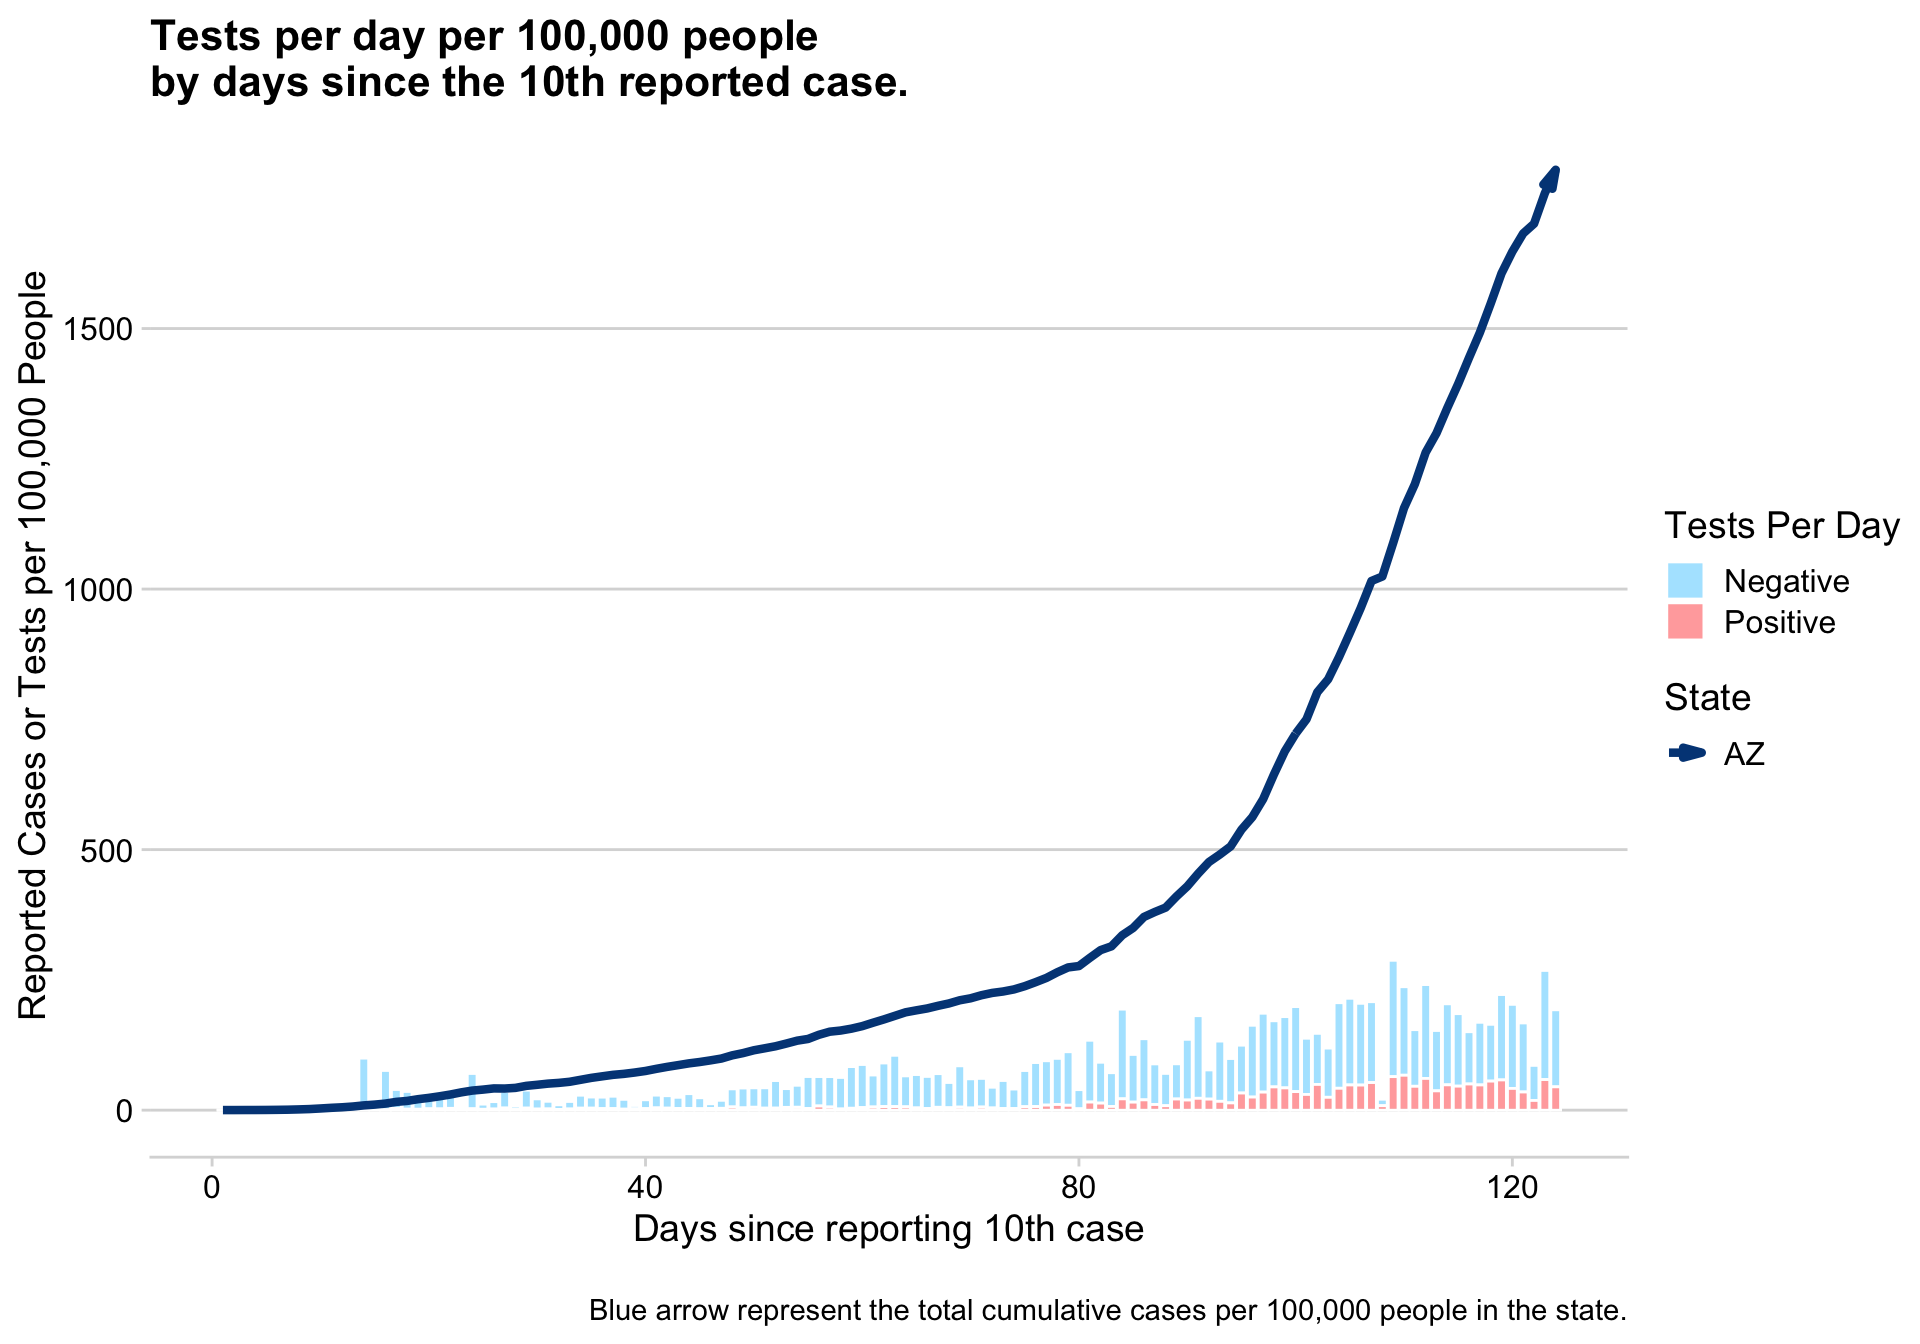 Tests per day per 100,000 people
by days since the 10th reported case.
Reported Cases or Tests per 100,000 People
1500
1000
500
0
0
40
80
120
Days since reporting 10th case
Tests Per Day
Negative
Positive
State
AZ
Blue arrow represent the total cumulative cases per 100,000 people in the state.